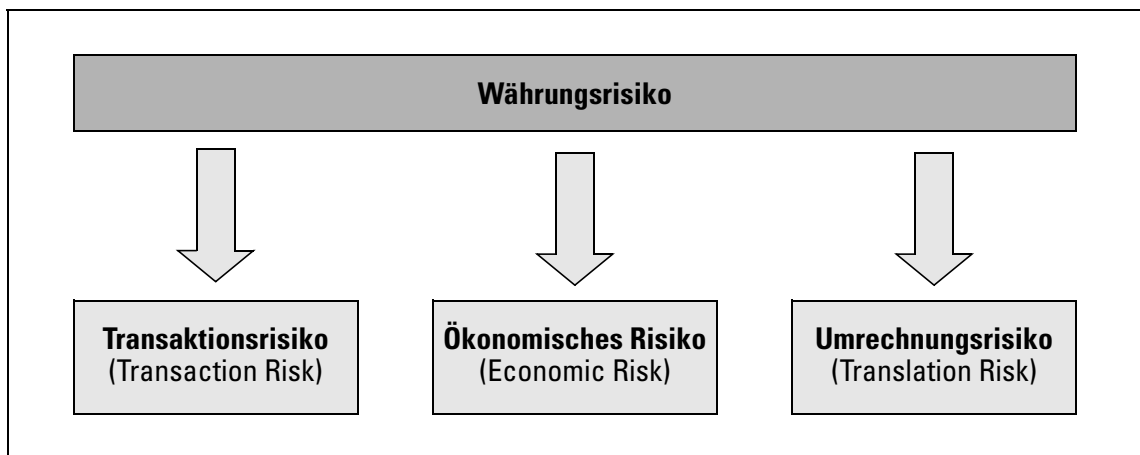 Währungsrisiko
Transaktionsrisiko
(Transaction Risk)
Ökonomisches Risiko
(Economic Risk)
Umrechnungsrisiko
(Translation Risk)